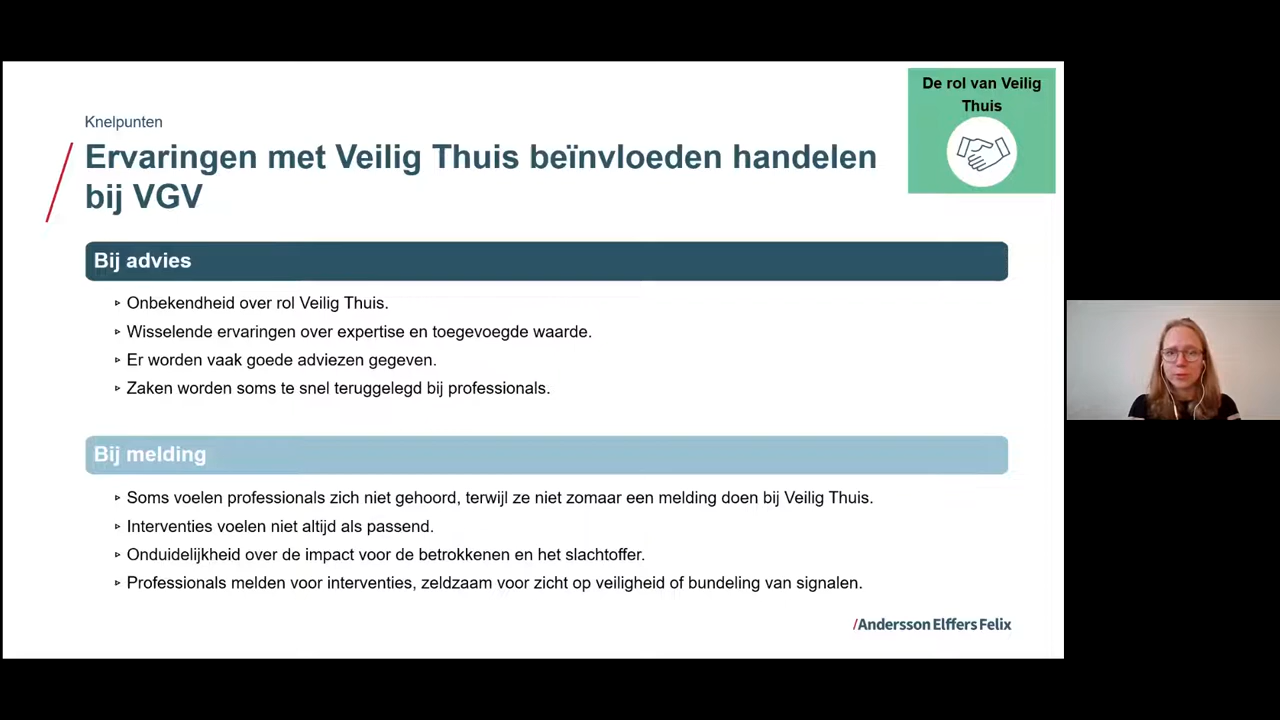 De rol van Veilig
Thuis
Knelpunten
Ervaringen met Veilig Thuis beïnvloeden handelen
bij VGV
Bij advies
▹ Onbekendheid over rol Veilig Thuis.
▹ Wisselende ervaringen over expertise en toegevoegde waarde.
▹ Er worden vaak goede adviezen gegeven.
▹ Zaken worden soms te snel teruggelegd bij professionals.
Bij melding
▹ Soms voelen professionals zich niet gehoord, terwijl ze niet zomaar een melding doen bij Veilig Thuis.
▹ Interventies voelen niet altijd als passend.
▹ Onduidelijkheid over de impact voor de betrokkenen en het slachtoffer.
▹ Professionals melden voor interventies, zeldzaam voor zicht op veiligheid of bundeling van signalen.
/Andersson Elffers Felix